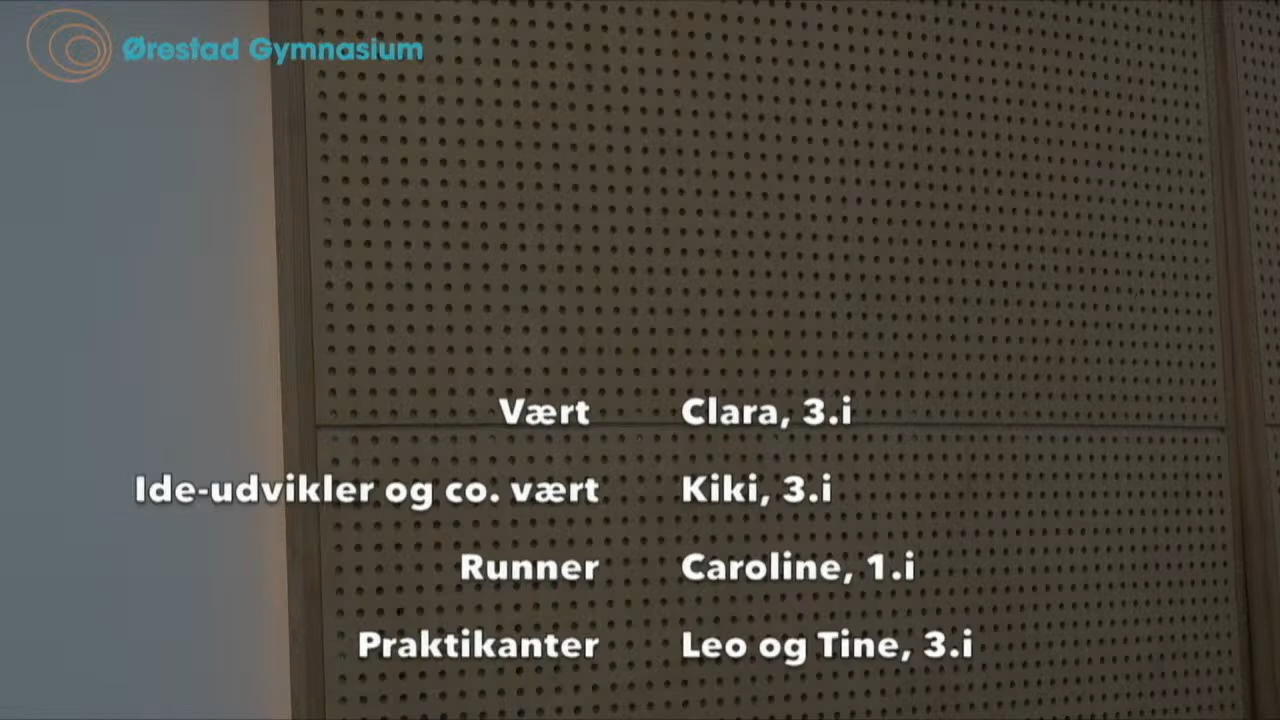 Ørestad Gymnasium
Vært Clara, 3.i
Ide-udvikler og co. vært Kiki, 3.i
Runner Caroline, 1.i
Praktikanter Leo og Tine, 3.i